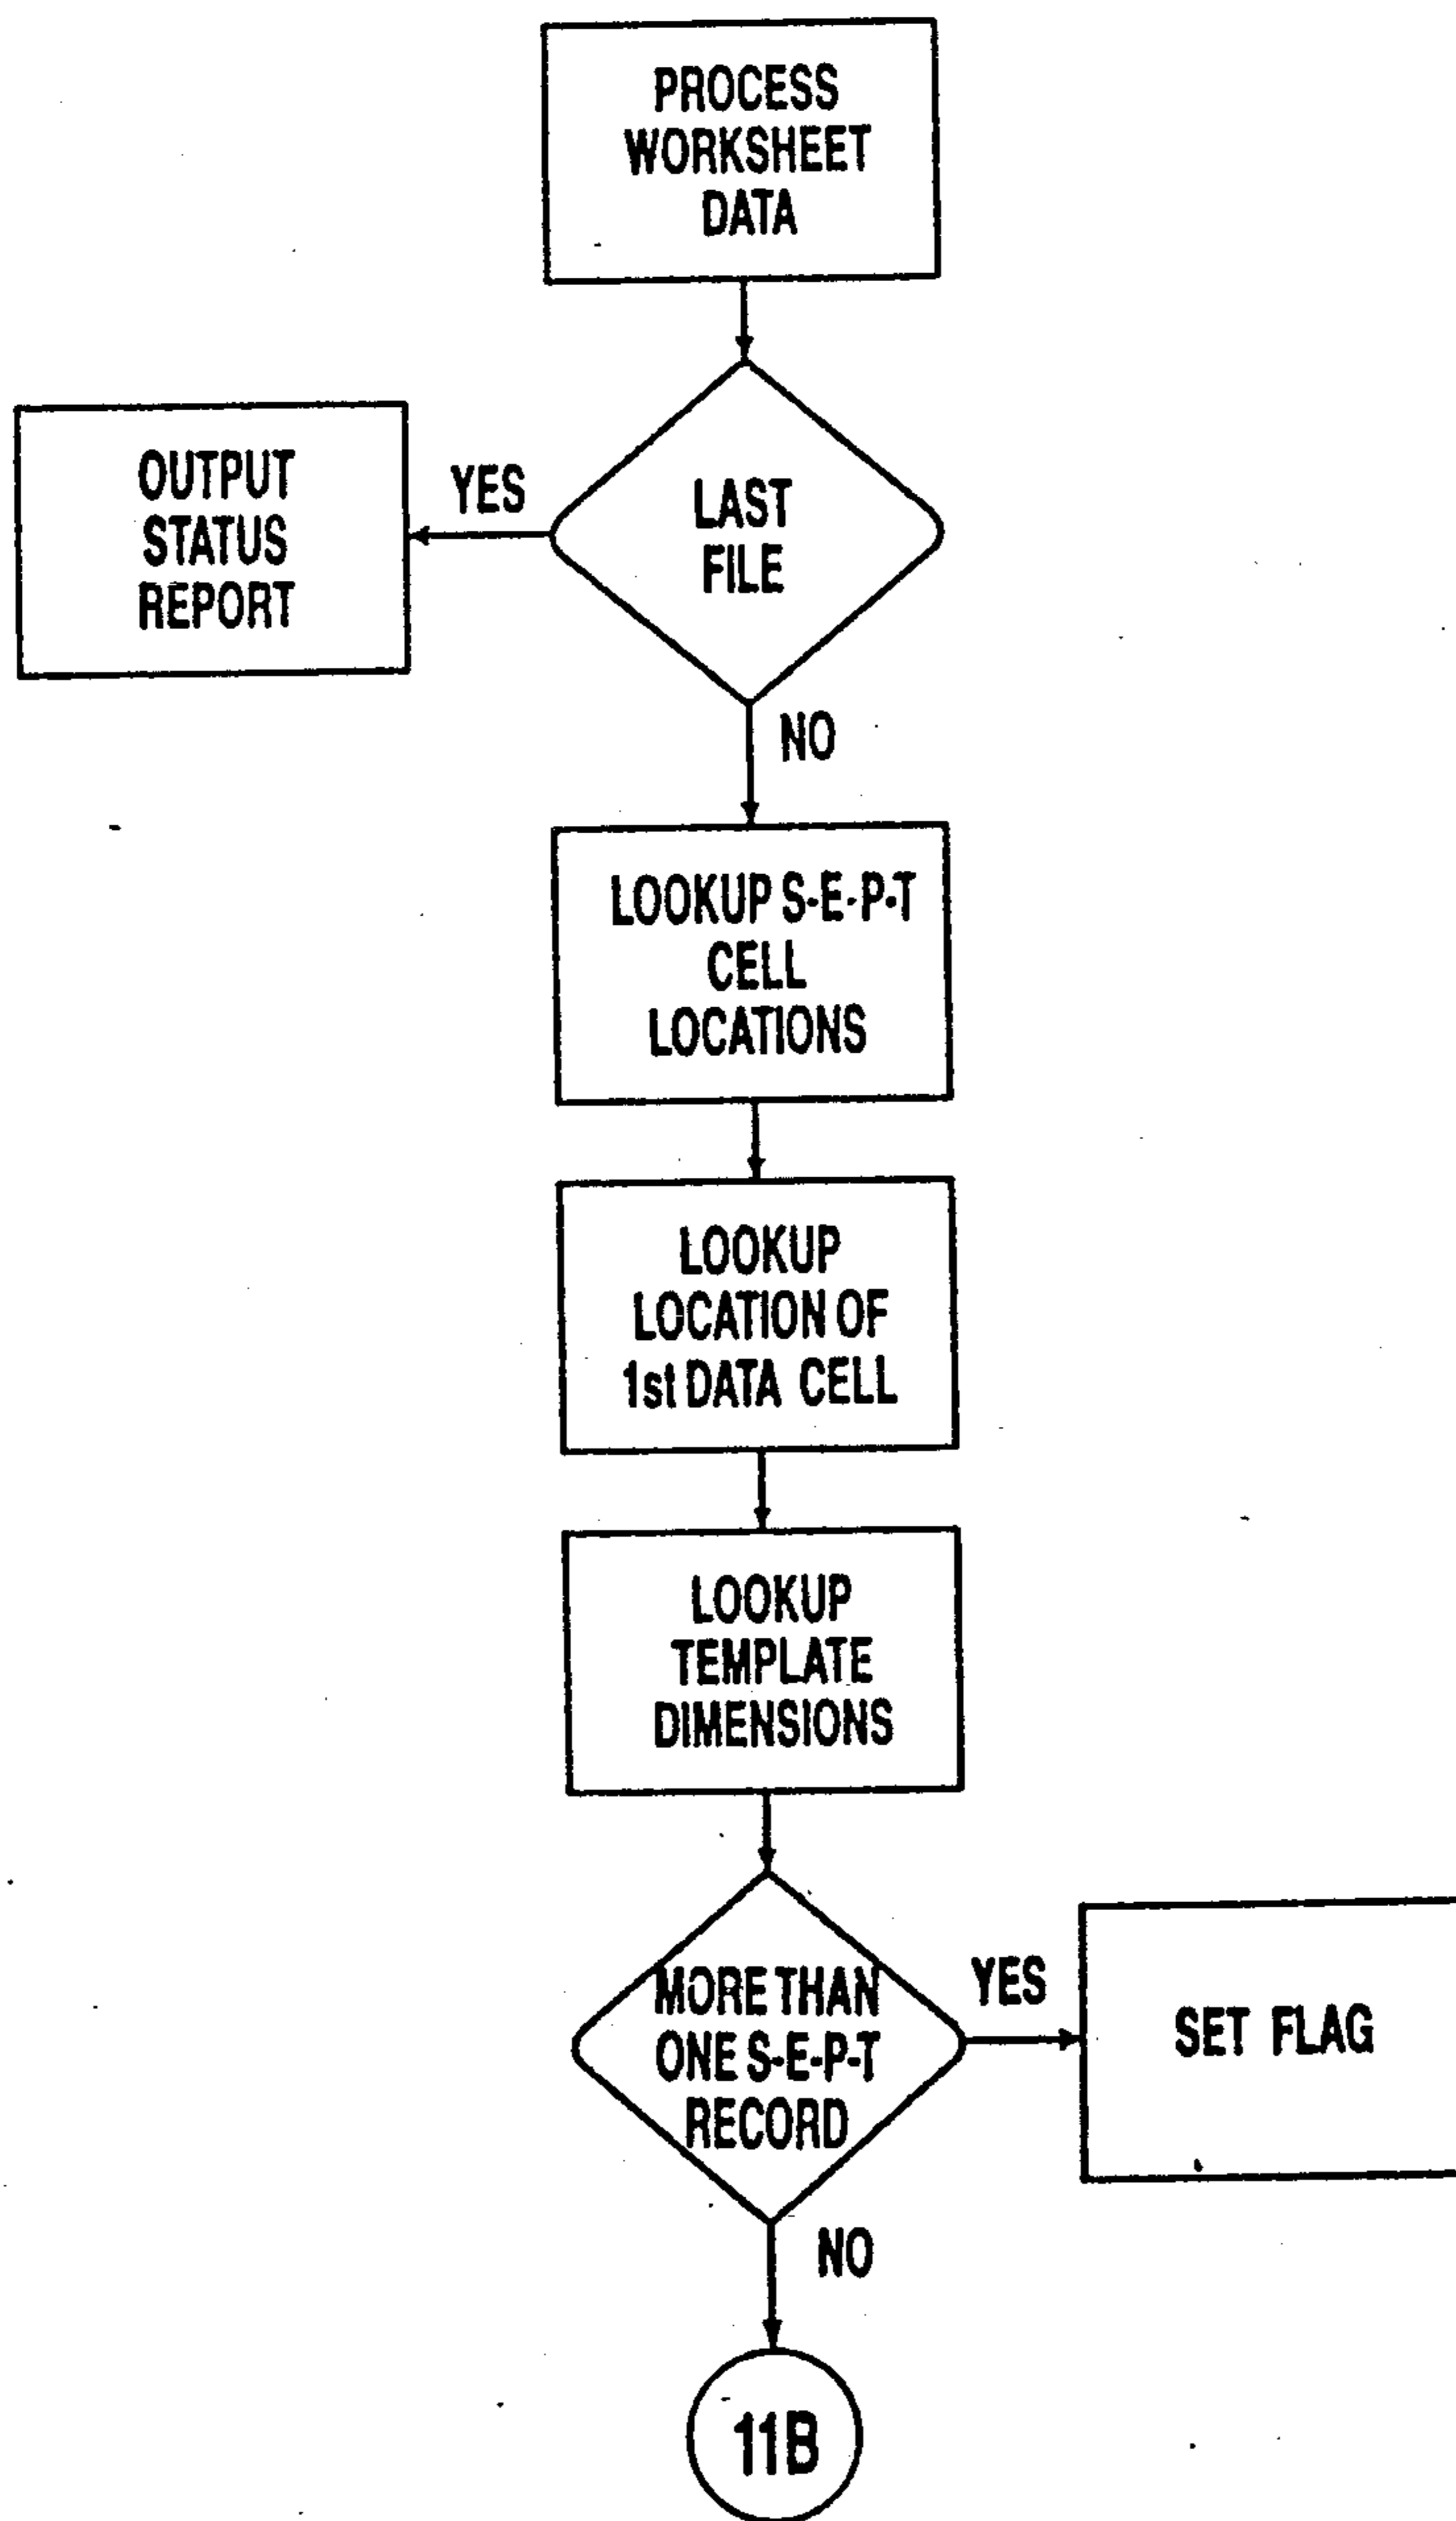 PROCESS
WORKSHEET
DATA
OUTPUT
STATUS
REPORT
YES
LAST
FILE
NO
LOOKUP S-E-P-T
CELL
LOCATIONS
LOOKUP
LOCATION OF
1st DATA CELL
LOOKUP
TEMPLATE
DIMENSIONS
MORE THAN
ONE S-E-P-T
RECORD
YES
SET FLAG
NO
11B